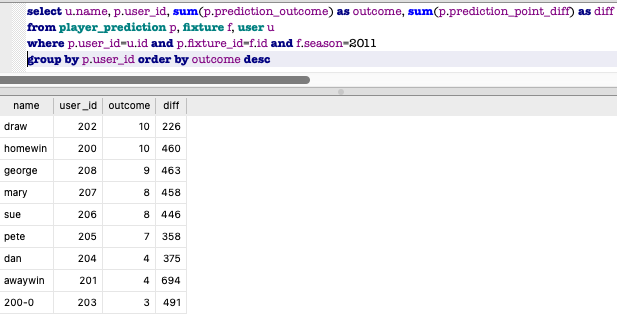 select u.name, p.user_id, sum(p.prediction_outcome) as outcome, sum(p.prediction_point_diff) as diff
from player_prediction p, fixture f, user u
where p.user_id=u.id and p.fixture_id=f.id and f.season=2011
group by p.user_id order by outcome desc
name user_id outcome diff
draw 202 10 226
homewin 200 10 460
george 208 9 463
mary 207 8 458
sue 206 8 446
pete 205 7 358
dan 204 4 375
awaywin 201 4 694
200-0 203 3 491